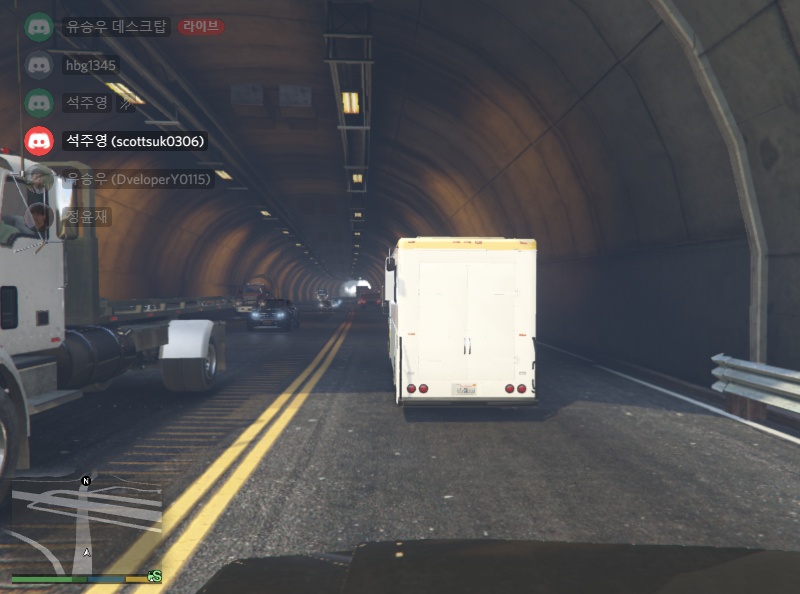 유승우 데스크탑 라이브
hbg1345
석주영
석주영 (scottsuk0306)
유승우 (DveloperY0115)
정윤재
N
S